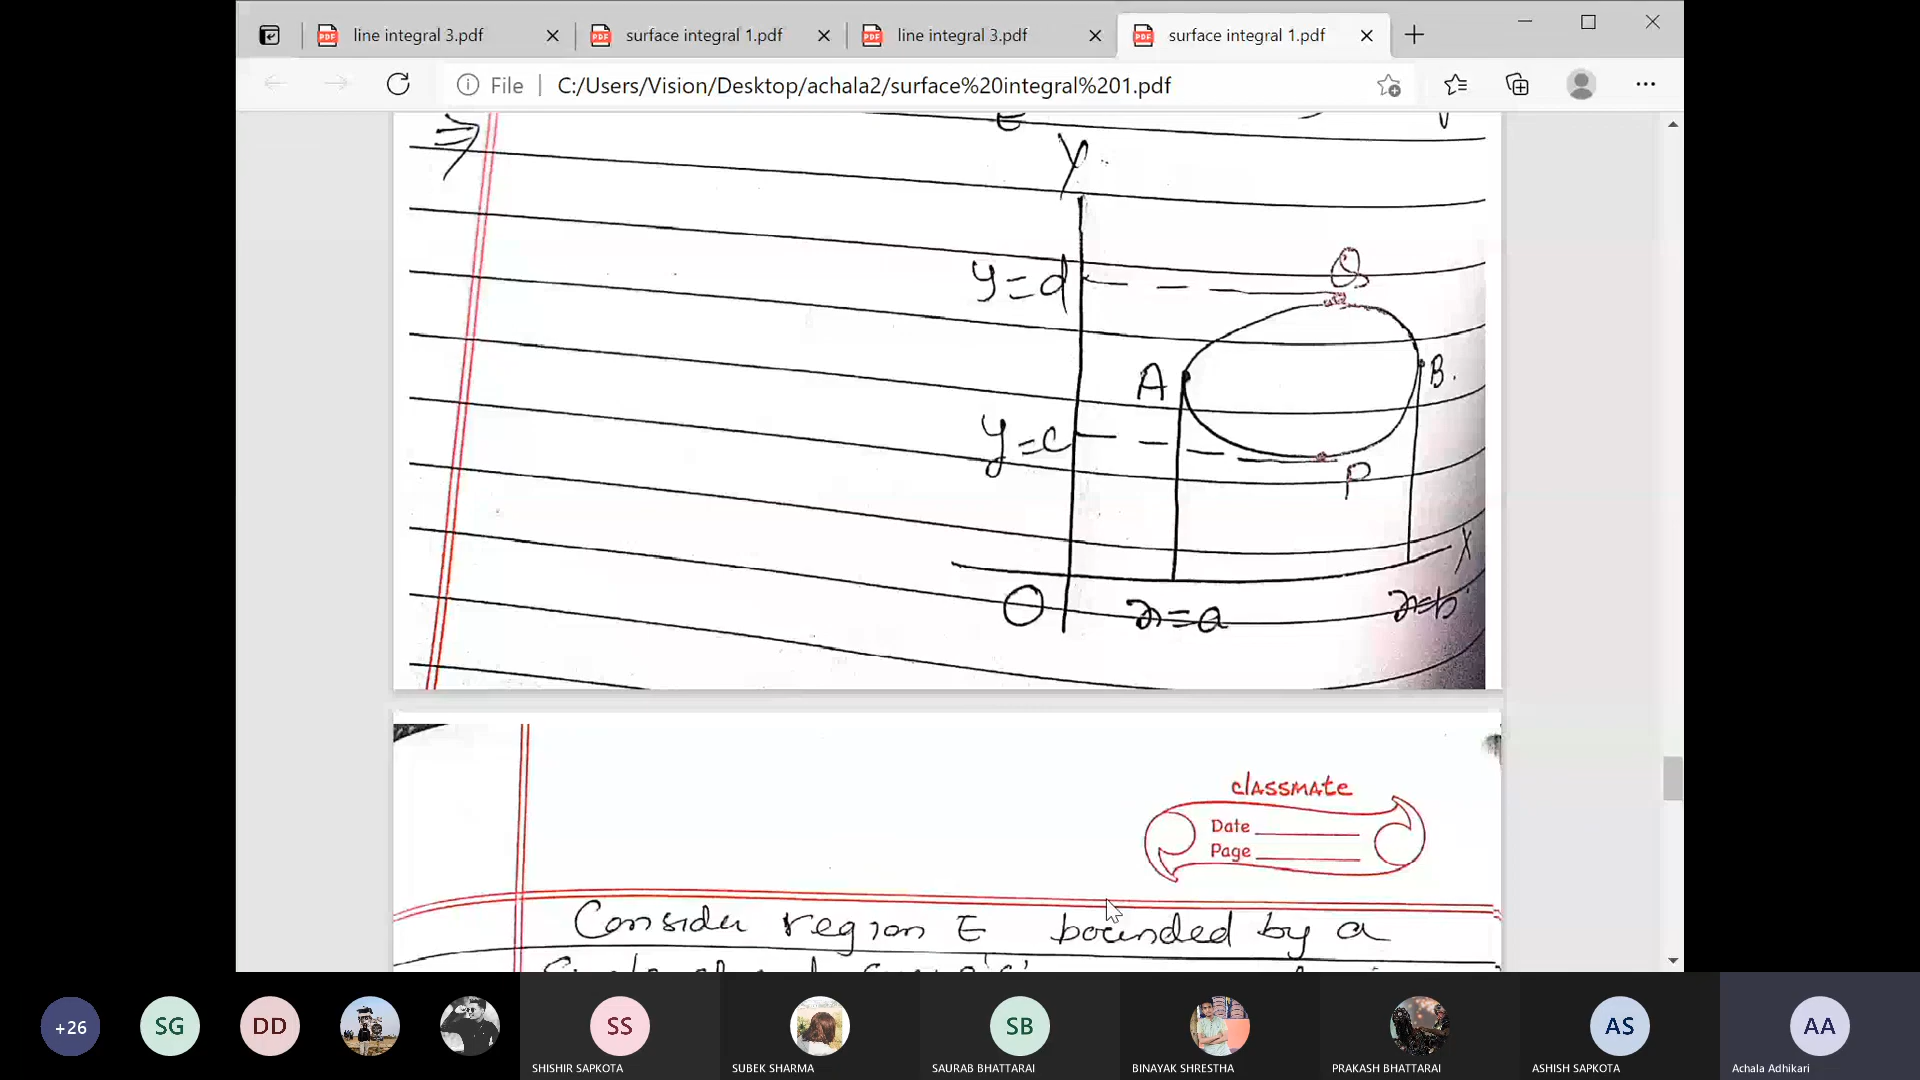 line integral 3.pdf
surface integral 1.pdf
line integral 3.pdf
surface integral 1.pdf
File
C:/Users/Vision/Desktop/achala2/surface%20integral%201.pdf
⇒
Y
y=d
Q
A
B.
y=c
P
X
O
x=a
x=b
classmate
Date
Page
Consider region E bounded by a
+26
SG
DD
SS
SHISHIR SAPKOTA
SUBEK SHARMA
SB
SAURAB BHATTARAI
BINAYAK SHRESTHA
PRAKASH BHATTARAI
AS
ASHISH SAPKOTA
AA
Achala Adhikari